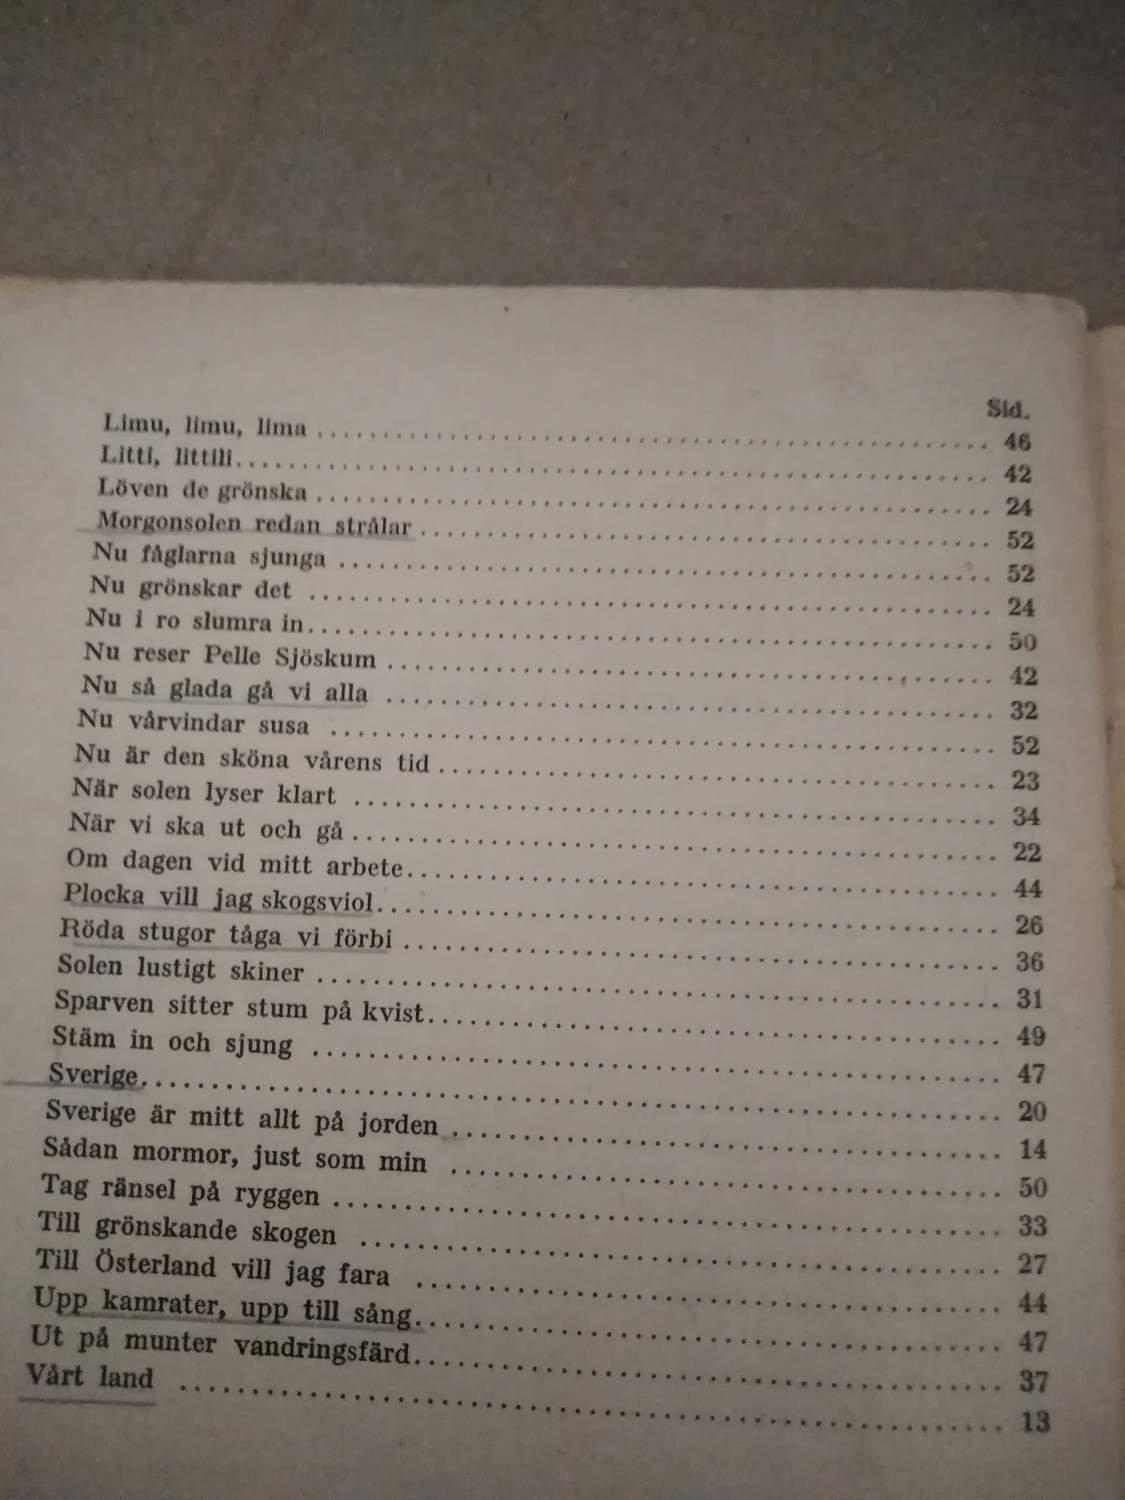 Sid.
Limu, limu, lima ........ 46
Litti, littili ........ 42
Löven de grönska ........ 24
Morgonsolen redan strålar ........ 52
Nu fåglarna sjunga ........ 52
Nu grönskar det ........ 24
Nu i ro slumra in ........ 50
Nu reser Pelle Sjöskum ........ 42
Nu så glada gå vi alla ........ 32
Nu vårvindar susa ........ 52
Nu är den sköna vårens tid ........ 23
När solen lyser klart ........ 34
När vi ska ut och gå ........ 22
Om dagen vid mitt arbete ........ 44
Plocka vill jag skogsviol ........ 26
Röda stugor tåga vi förbi ........ 36
Solen lustigt skiner ........ 31
Sparven sitter stum på kvist ........ 49
Stäm in och sjung ........ 47
Sverige ........ 20
Sverige är mitt allt på jorden ........ 14
Sådan mormor, just som min ........ 50
Tag ränsel på ryggen ........ 33
Till grönskande skogen ........ 27
Till Österland vill jag fara ........ 44
Upp kamrater, upp till sång ........ 47
Ut på munter vandringsfärd ........ 37
Vårt land ........ 13